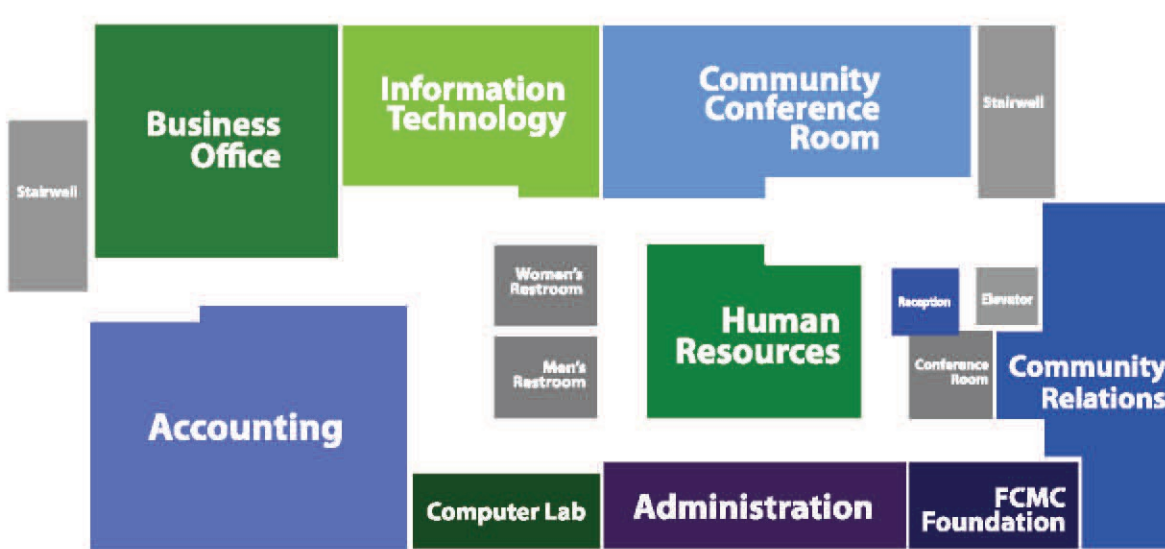 Business
Office
Information
Technology
Community
Conference
Room
Stairwell
Stairwell
Women's
Restroom
Men's
Restroom
Human
Resources
Reception
Elevator
Conference
Room
Community
Relations
Accounting
Computer Lab
Administration
FCMC
Foundation